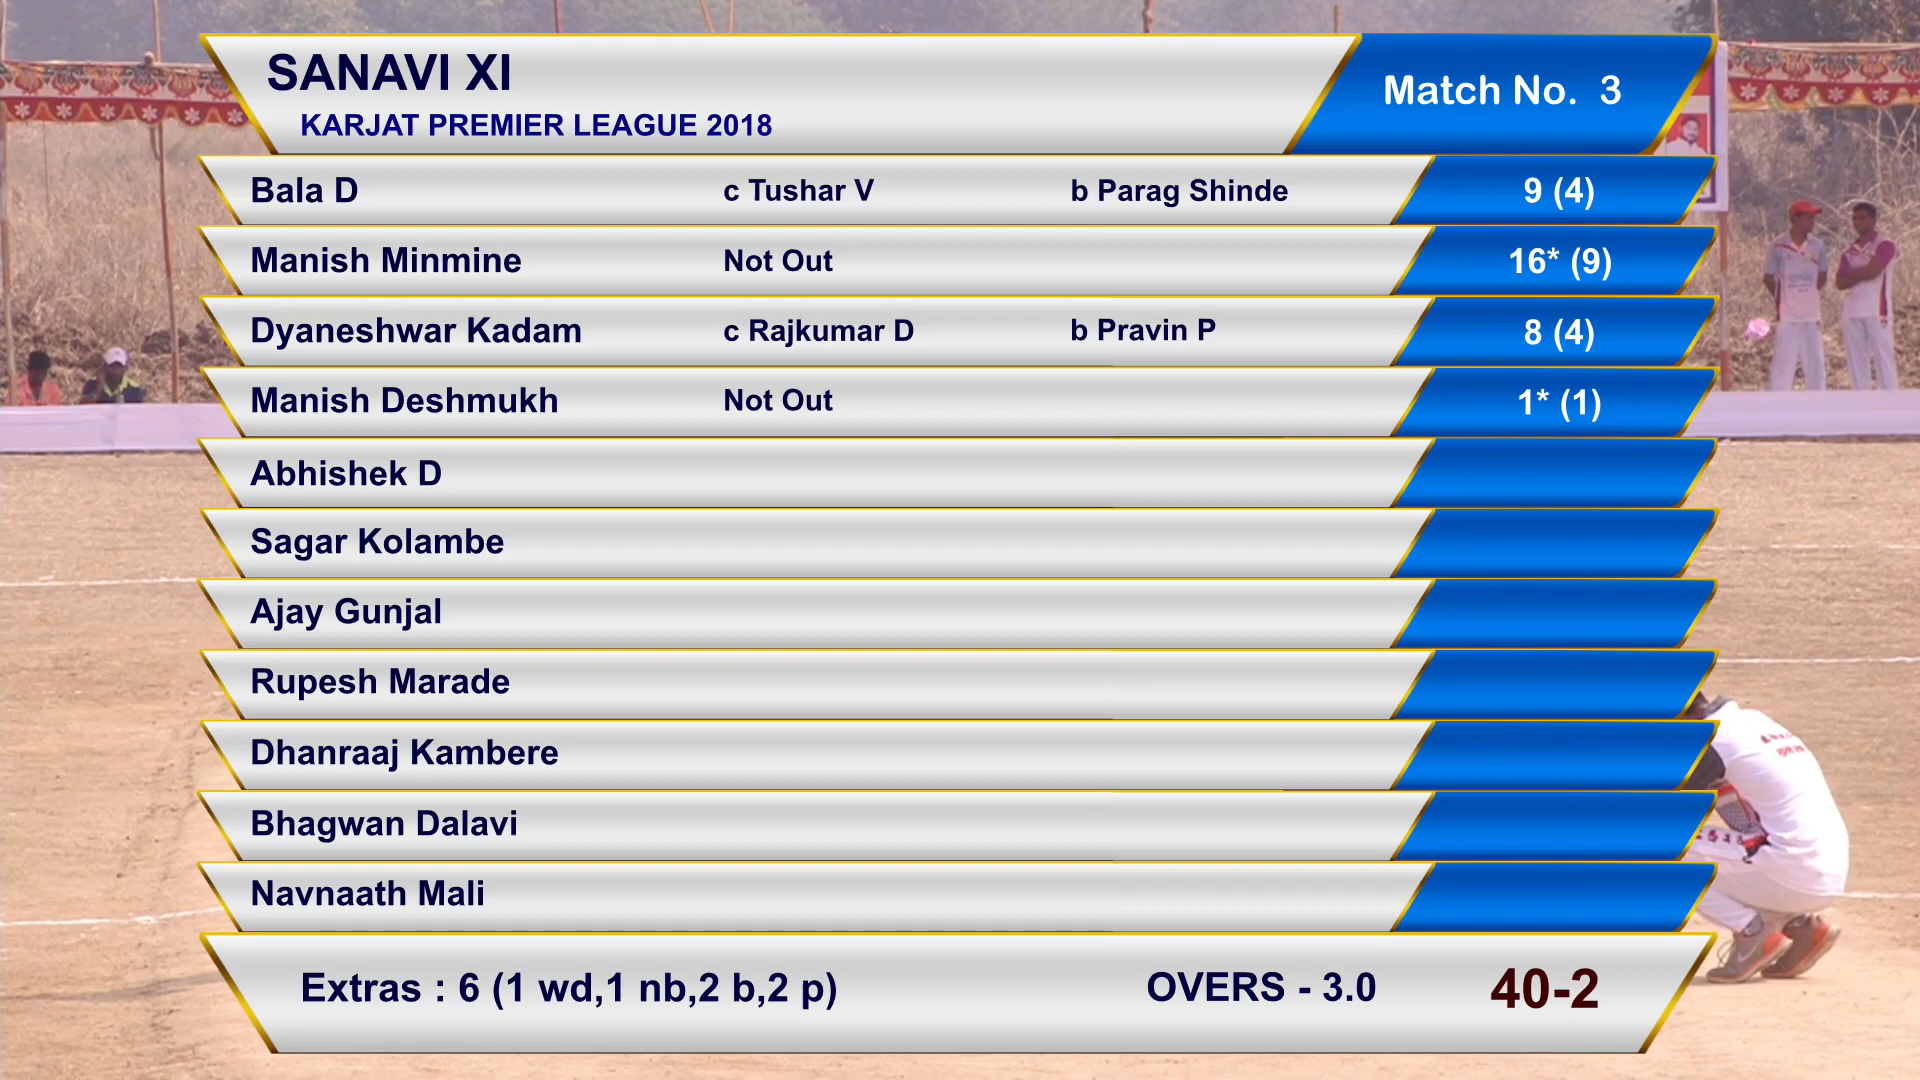 SANAVI XI
Match No. 3
KARJAT PREMIER LEAGUE 2018
Bala D c Tushar V b Parag Shinde 9 (4)
Manish Minmine Not Out 16* (9)
Dyaneshwar Kadam c Rajkumar D b Pravin P 8 (4)
Manish Deshmukh Not Out 1* (1)
Abhishek D
Sagar Kolambe
Ajay Gunjal
Rupesh Marade
Dhanraaj Kambere
Bhagwan Dalavi
Navnaath Mali
Extras : 6 (1 wd,1 nb,2 b,2 p) OVERS - 3.0 40-2